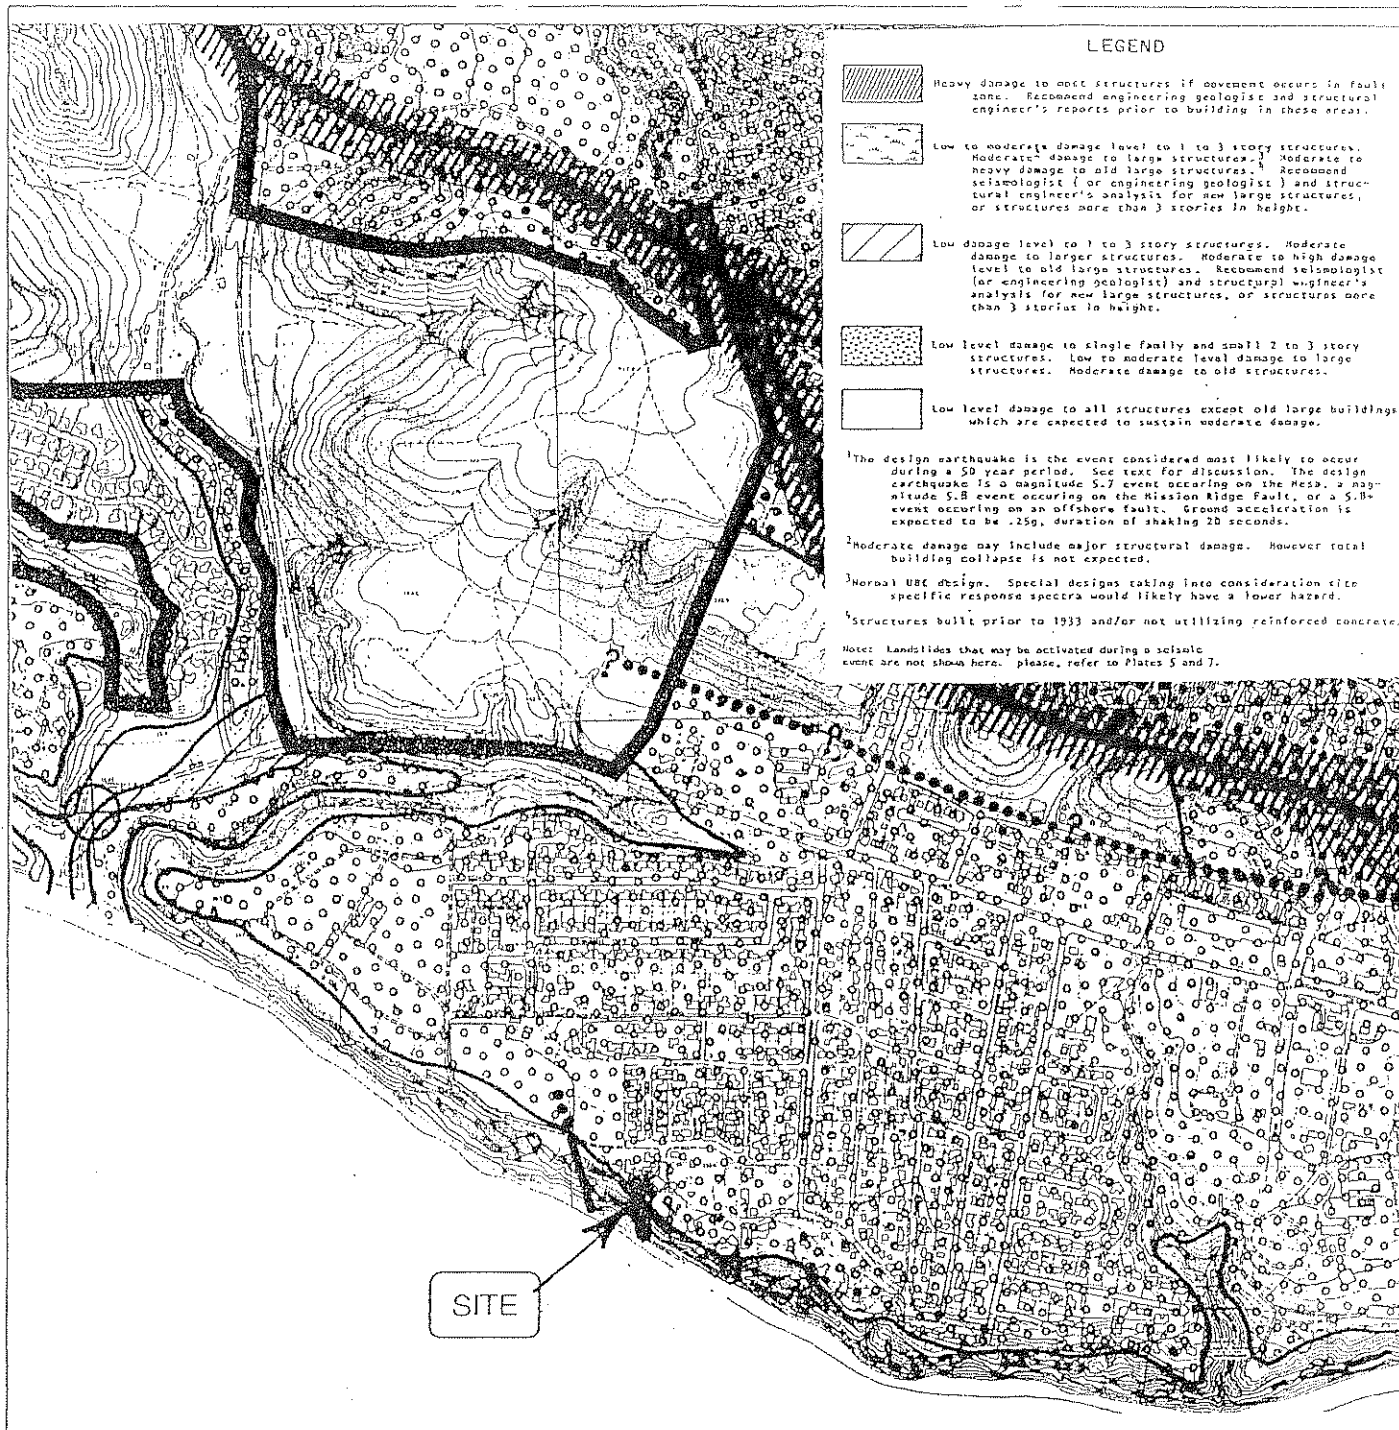 LEGEND
Heavy damage to most structures if movement occurs in fault
zone. Recommend engineering geologist and structural
engineer's reports prior to building in these areas.
Low to moderate damage level to 1 to 3 story structures.
Moderate² damage to large structures.³ Moderate to
heavy damage to old large structures.⁴ Recommend
seismologist ( or engineering geologist ) and struc-
tural engineer's analysis for new large structures,
or structures more than 3 stories in height.
Low damage level to 1 to 3 story structures. Moderate
damage to larger structures. Moderate to high damage
level to old large structures. Recommend seismologist
(or engineering geologist) and structural engineer's
analysis for new large structures, or structures more
than 3 stories in height.
Low level damage to single family and small 2 to 3 story
structures. Low to moderate level damage to large
structures. Moderate damage to old structures.
Low level damage to all structures except old large buildings
which are expected to sustain moderate damage.
¹The design earthquake is the event considered most likely to occur
during a 50 year period. See text for discussion. The design
earthquake is a magnitude 5.7 event occuring on the Mesa, a mag-
nitude 5.8 event occuring on the Mission Ridge Fault, or a 5.8+
event occuring on an offshore fault. Ground acceleration is
expected to be .25g, duration of shaking 20 seconds.
²Moderate damage may include major structural damage. However total
building collapse is not expected.
³Normal UBC design. Special designs taking into consideration site
specific response spectra would likely have a lower hazard.
⁴Structures built prior to 1933 and/or not utilizing reinforced concrete.
Note: Landslides that may be activated during a seismic
event are not shown here. please, refer to Plates 5 and 7.
?
?
?
?
SITE